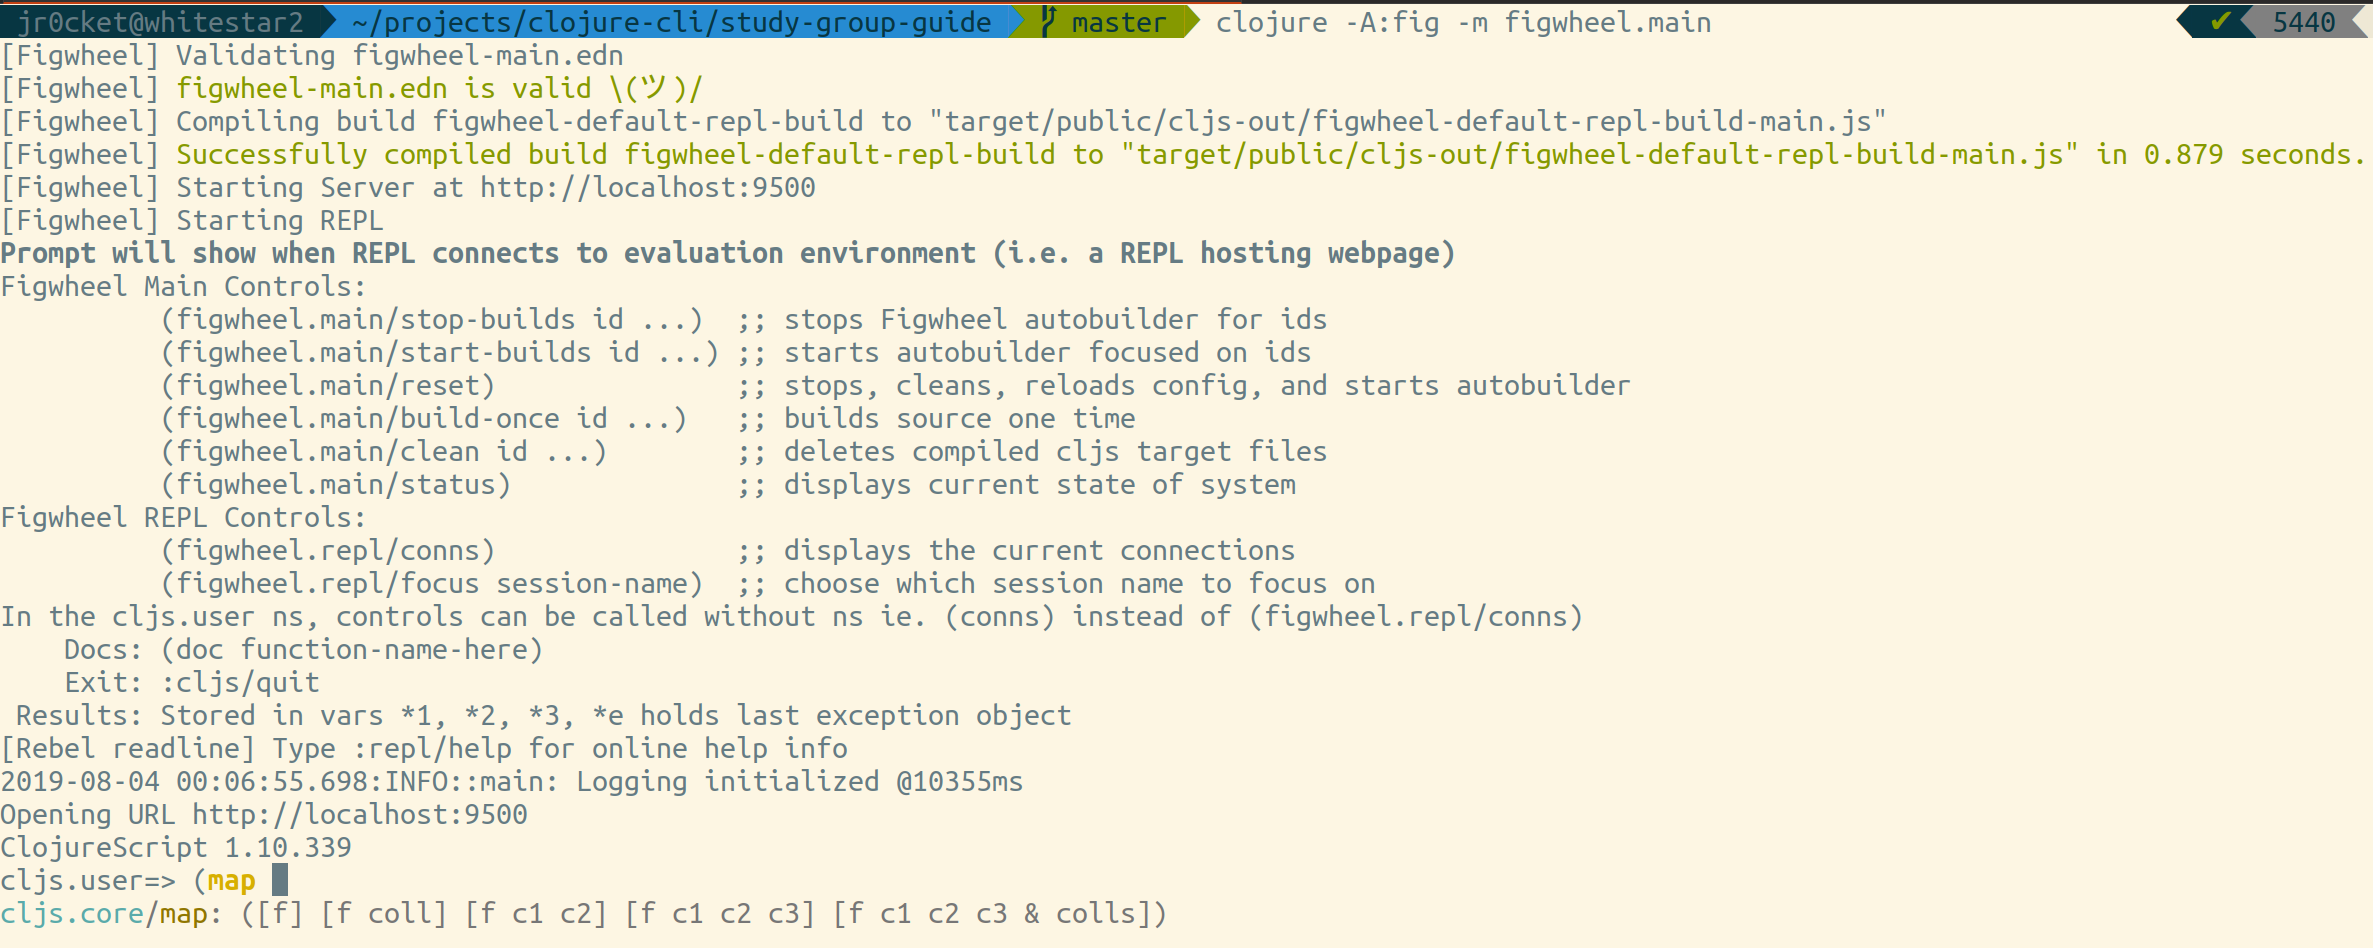 jr0cket@whitestar2 ~/projects/clojure-cli/study-group-guide master clojure -A:fig -m figwheel.main ✔ 5440
[Figwheel] Validating figwheel-main.edn
[Figwheel] figwheel-main.edn is valid \(ツ)/
[Figwheel] Compiling build figwheel-default-repl-build to "target/public/cljs-out/figwheel-default-repl-build-main.js"
[Figwheel] Successfully compiled build figwheel-default-repl-build to "target/public/cljs-out/figwheel-default-repl-build-main.js" in 0.879 seconds.
[Figwheel] Starting Server at http://localhost:9500
[Figwheel] Starting REPL
Prompt will show when REPL connects to evaluation environment (i.e. a REPL hosting webpage)
Figwheel Main Controls:
          (figwheel.main/stop-builds id ...)  ;; stops Figwheel autobuilder for ids
          (figwheel.main/start-builds id ...) ;; starts autobuilder focused on ids
          (figwheel.main/reset)               ;; stops, cleans, reloads config, and starts autobuilder
          (figwheel.main/build-once id ...)   ;; builds source one time
          (figwheel.main/clean id ...)        ;; deletes compiled cljs target files
          (figwheel.main/status)              ;; displays current state of system
Figwheel REPL Controls:
          (figwheel.repl/conns)               ;; displays the current connections
          (figwheel.repl/focus session-name)  ;; choose which session name to focus on
In the cljs.user ns, controls can be called without ns ie. (conns) instead of (figwheel.repl/conns)
    Docs: (doc function-name-here)
    Exit: :cljs/quit
 Results: Stored in vars *1, *2, *3, *e holds last exception object
[Rebel readline] Type :repl/help for online help info
2019-08-04 00:06:55.698:INFO::main: Logging initialized @10355ms
Opening URL http://localhost:9500
ClojureScript 1.10.339
cljs.user=> (map
cljs.core/map: ([f] [f coll] [f c1 c2] [f c1 c2 c3] [f c1 c2 c3 & colls])